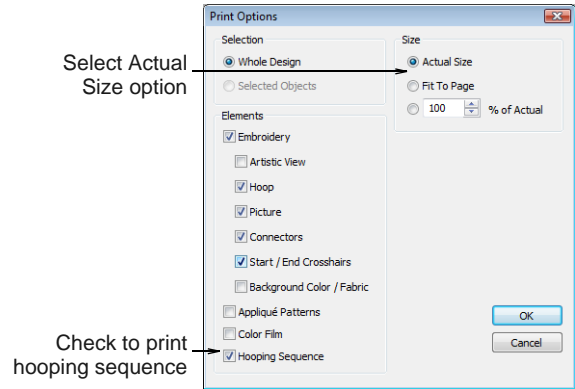 Print Options
Selection
Whole Design
Selected Objects
Size
Actual Size
Fit To Page
100 % of Actual
Select Actual
Size option
Elements
Embroidery
Artistic View
Hoop
Picture
Connectors
Start / End Crosshairs
Background Color / Fabric
Appliqué Patterns
Color Film
Hooping Sequence
Check to print
hooping sequence
OK
Cancel